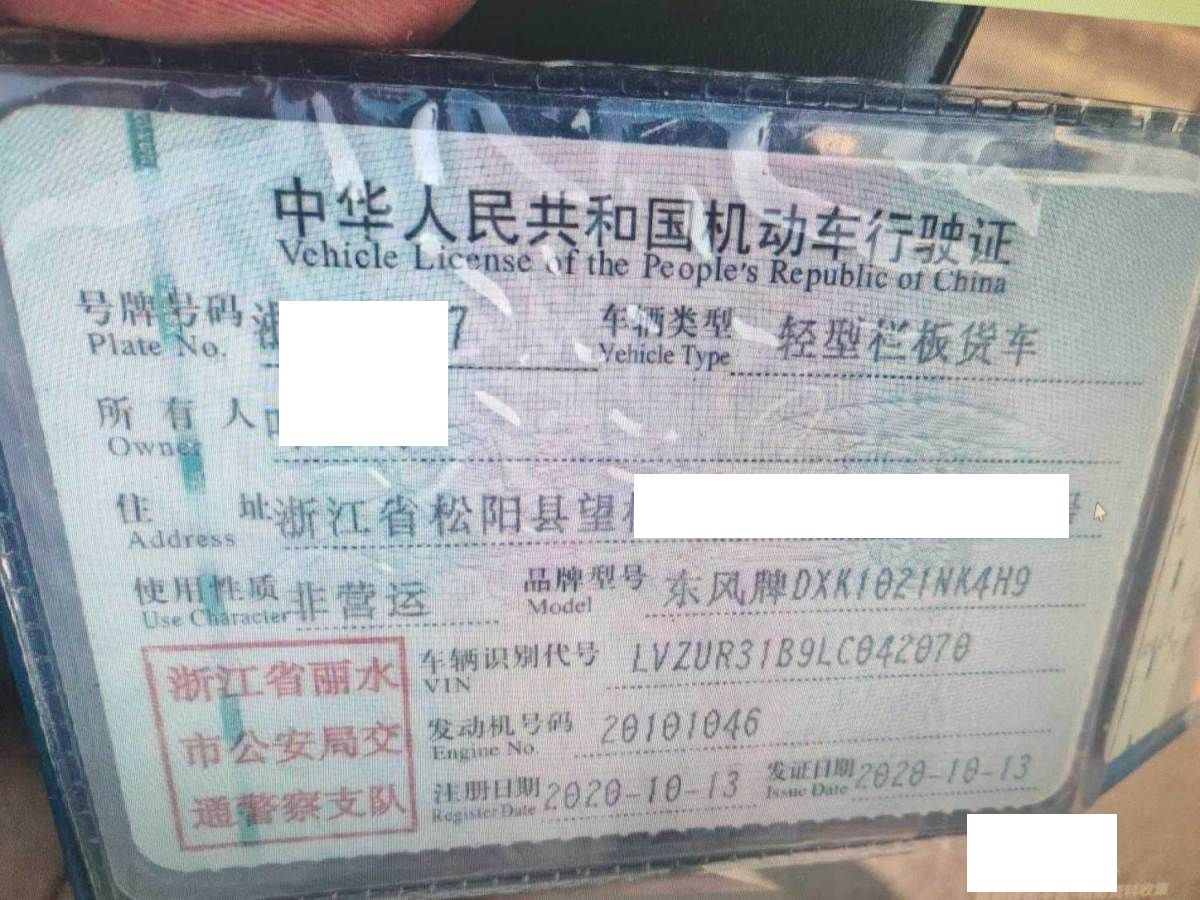 中华人民共和国机动车行驶证
Vehicle License of the People's Republic of China
号牌号码 浙 7 车辆类型 轻型栏板货车
Plate No. Vehicle Type
所有人
Owner
住址 浙江省松阳县望
Address
使用性质 非营运 品牌型号 东风牌DXK1021NK4H9
Use Character Model
浙江省丽水
市公安局交
通警察支队
车辆识别代号 LVZUR31B9LC042070
VIN
发动机号码 20101046
Engine No.
注册日期 2020-10-13 发证日期 2020-10-13
Register Date Issue Date
资料收集